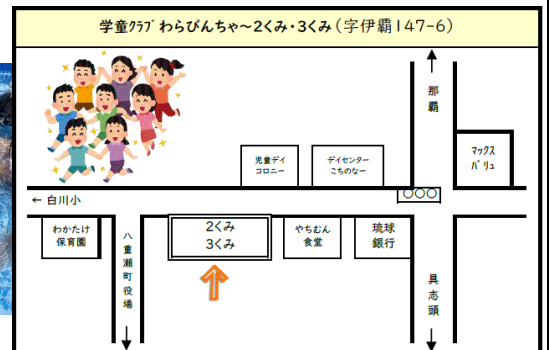 学童ｸﾗﾌﾞわらびんちゃ～2くみ・3くみ(字伊覇147-6)
那覇
マックス
バリュ
児童デイ
コロニー
デイセンター
こちのなー
○○○
← 白川小
わかたけ
保育園
八重瀬町役場
2くみ
3くみ
やちむん
食堂
琉球
銀行
具志頭